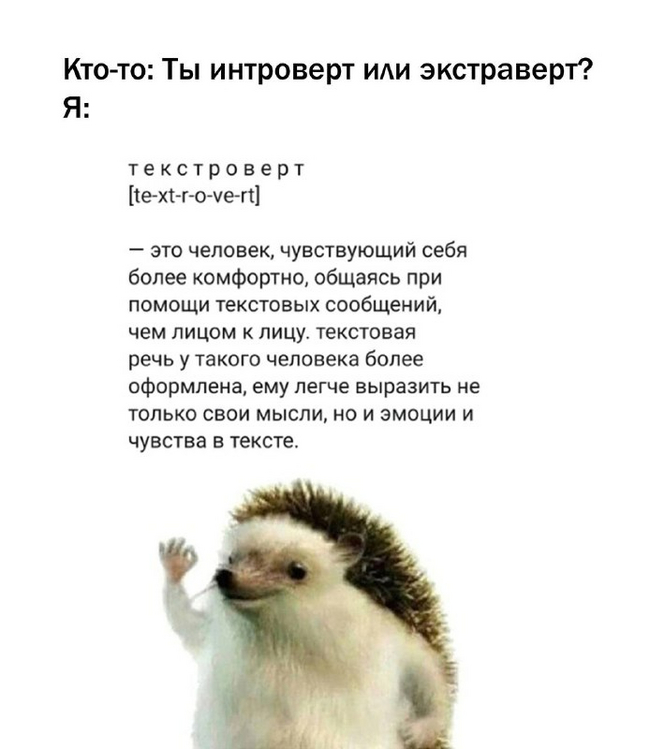 Кто-то: Ты интроверт или экстраверт?
Я:
текстроверт
[te-xt-r-o-ve-rt]
— это человек, чувствующий себя
более комфортно, общаясь при
помощи текстовых сообщений,
чем лицом к лицу. текстовая
речь у такого человека более
оформлена, ему легче выразить не
только свои мысли, но и эмоции и
чувства в тексте.